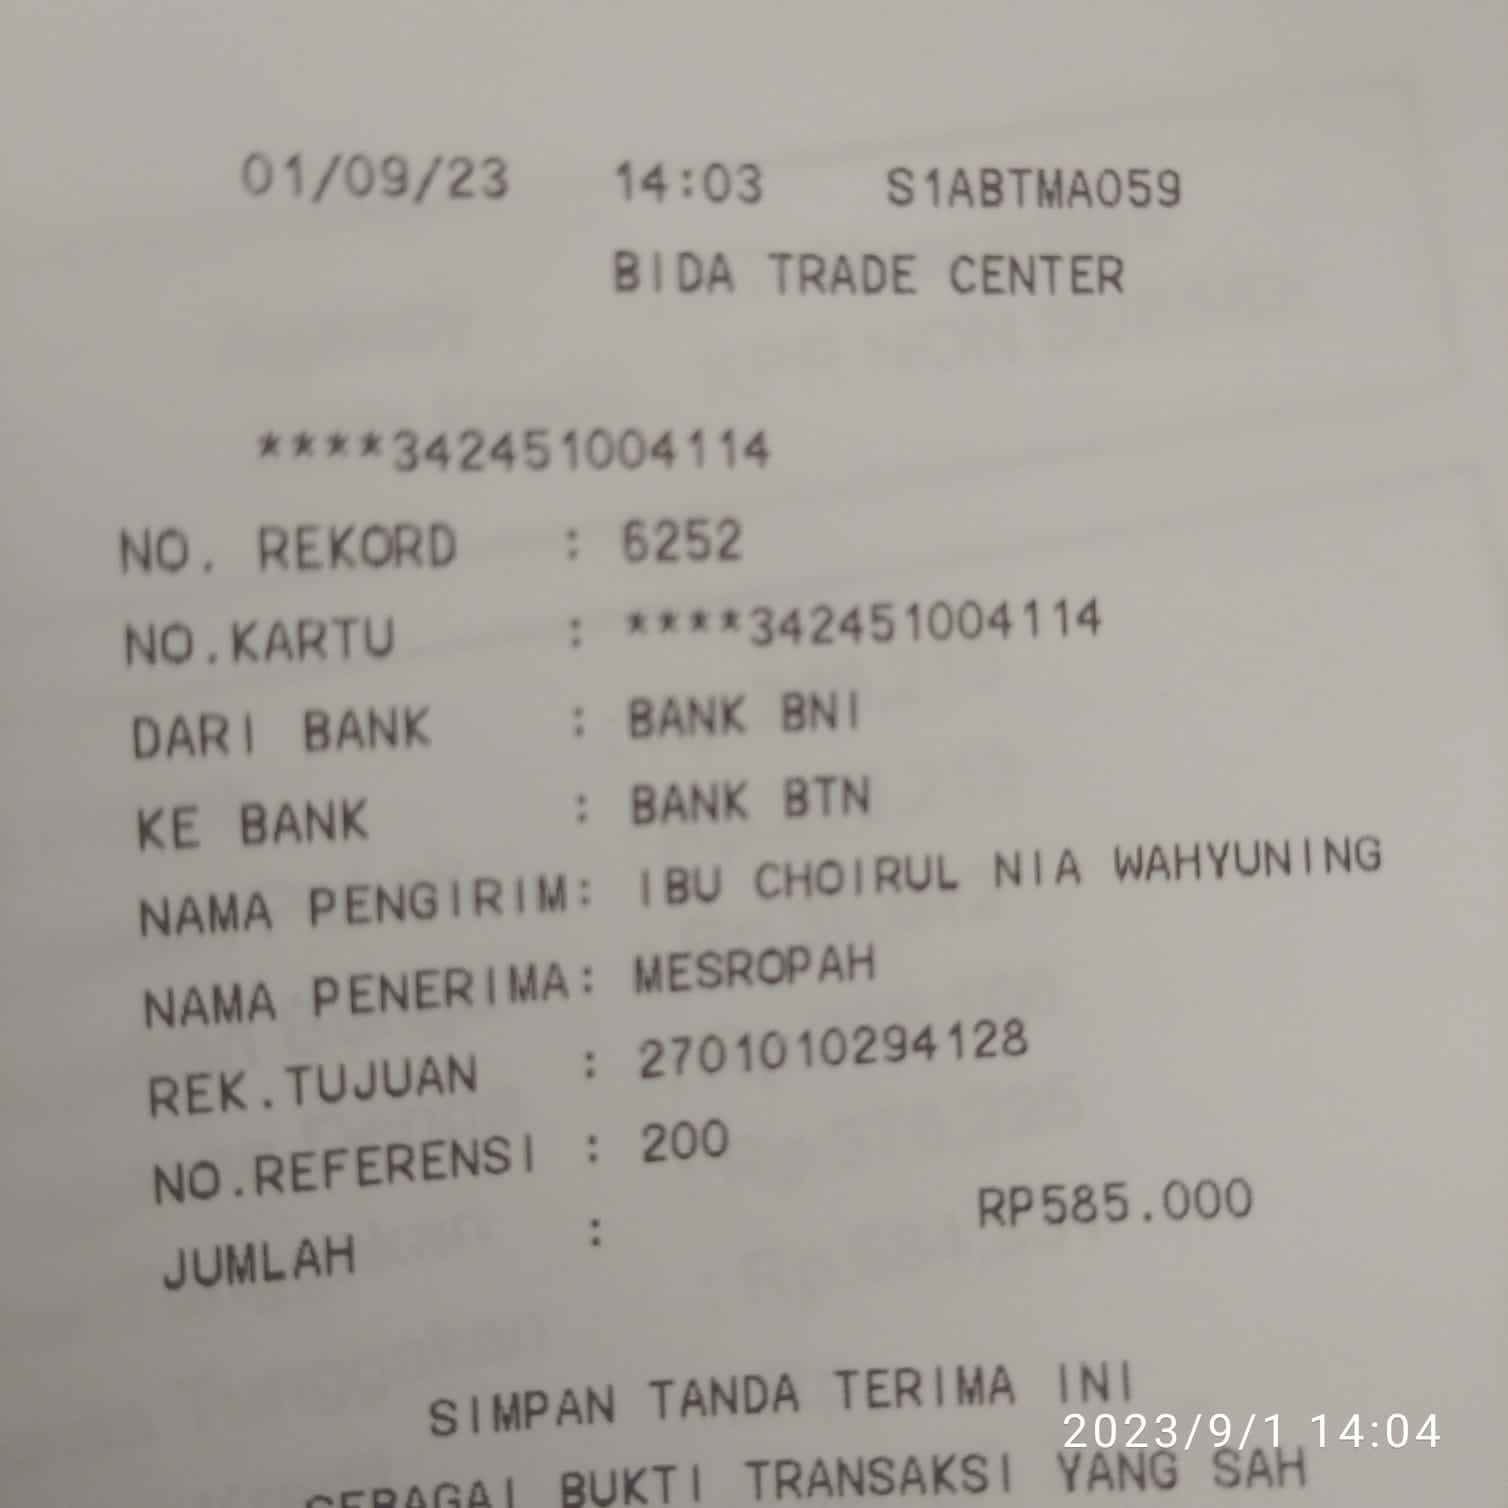 01/09/23 14:03 S1ABTMA059
BIDA TRADE CENTER
****342451004114
NO. REKORD : 6252
NO.KARTU : ****342451004114
DARI BANK : BANK BNI
KE BANK : BANK BTN
NAMA PENGIRIM: IBU CHOIRUL NIA WAHYUNING
NAMA PENERIMA: MESROPAH
REK.TUJUAN : 2701010294128
NO.REFERENSI : 200
JUMLAH : RP585.000
SIMPAN TANDA TERIMA INI
2023/9/1 14:04
SEBAGAI BUKTI TRANSAKSI YANG SAH